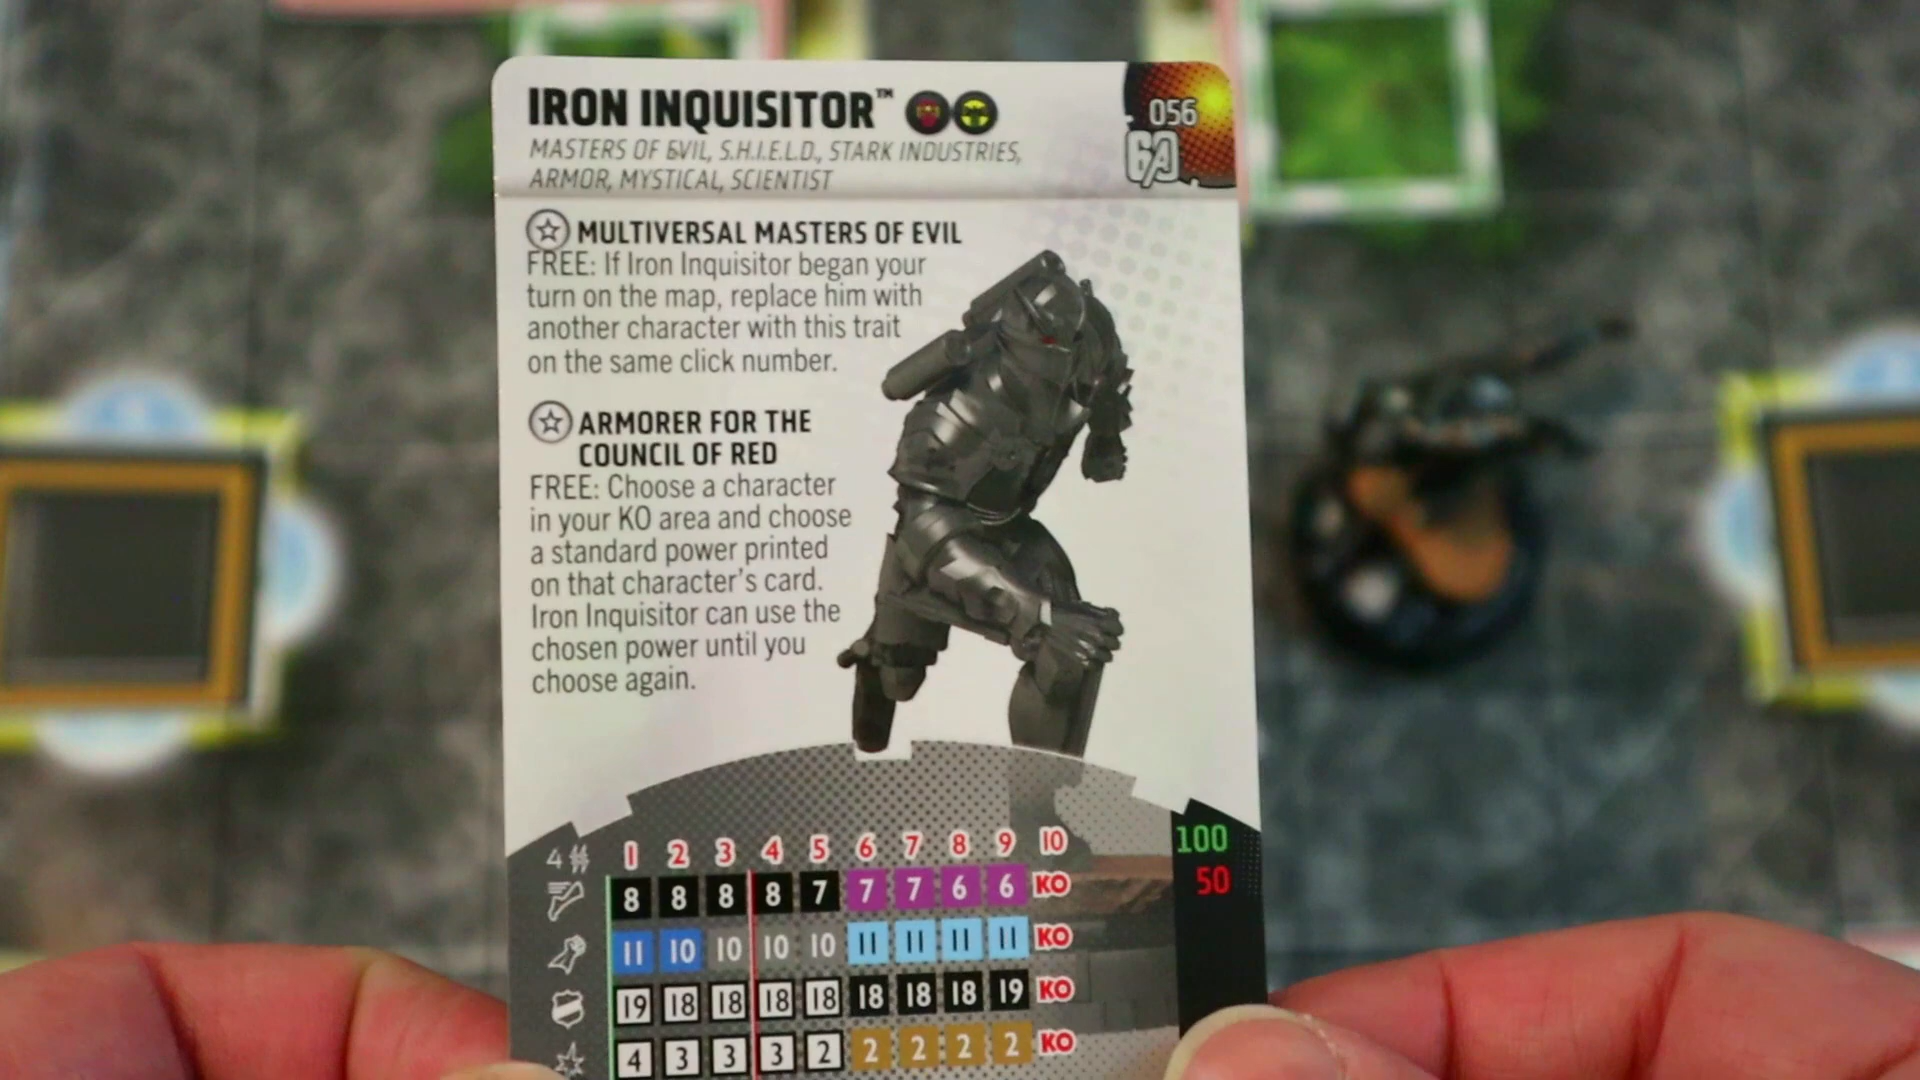 IRON INQUISITOR™
056
MASTERS OF EVIL, S.H.I.E.L.D., STARK INDUSTRIES,
ARMOR, MYSTICAL, SCIENTIST
MULTIVERSAL MASTERS OF EVIL
FREE: If Iron Inquisitor began your
turn on the map, replace him with
another character with this trait
on the same click number.
ARMORER FOR THE
COUNCIL OF RED
FREE: Choose a character
in your KO area and choose
a standard power printed
on that character's card.
Iron Inquisitor can use the
chosen power until you
choose again.
4 1 2 3 4 5 6 7 8 9 10
8 8 8 8 7 7 7 6 6 KO
11 10 10 10 10 11 11 11 11 KO
19 18 18 18 18 18 18 18 19 KO
4 3 3 3 2 2 2 2 2 KO
100
50